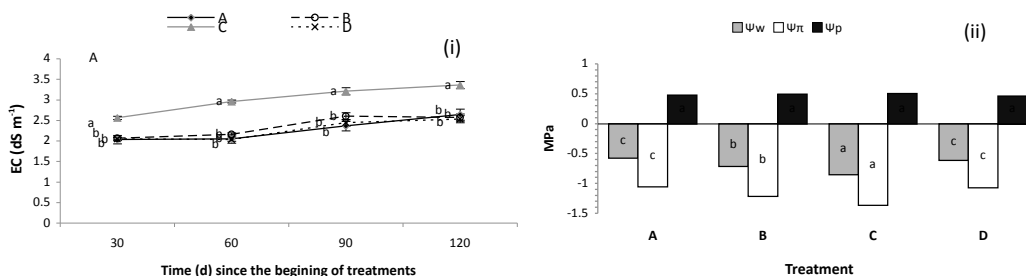 A B
C D
(i)
A
EC (dS m⁻¹)
4
3.5
3
2.5
2
1.5
1
0.5
0
a a a a
b b b b
b b b b
b b b b
30 60 90 120
Time (d) since the begining of treatments
Ψw Ψπ Ψp
(ii)
MPa
1
0.5
0
-0.5
-1
-1.5
a a a a
c b a c
c b a c
A B C D
Treatment